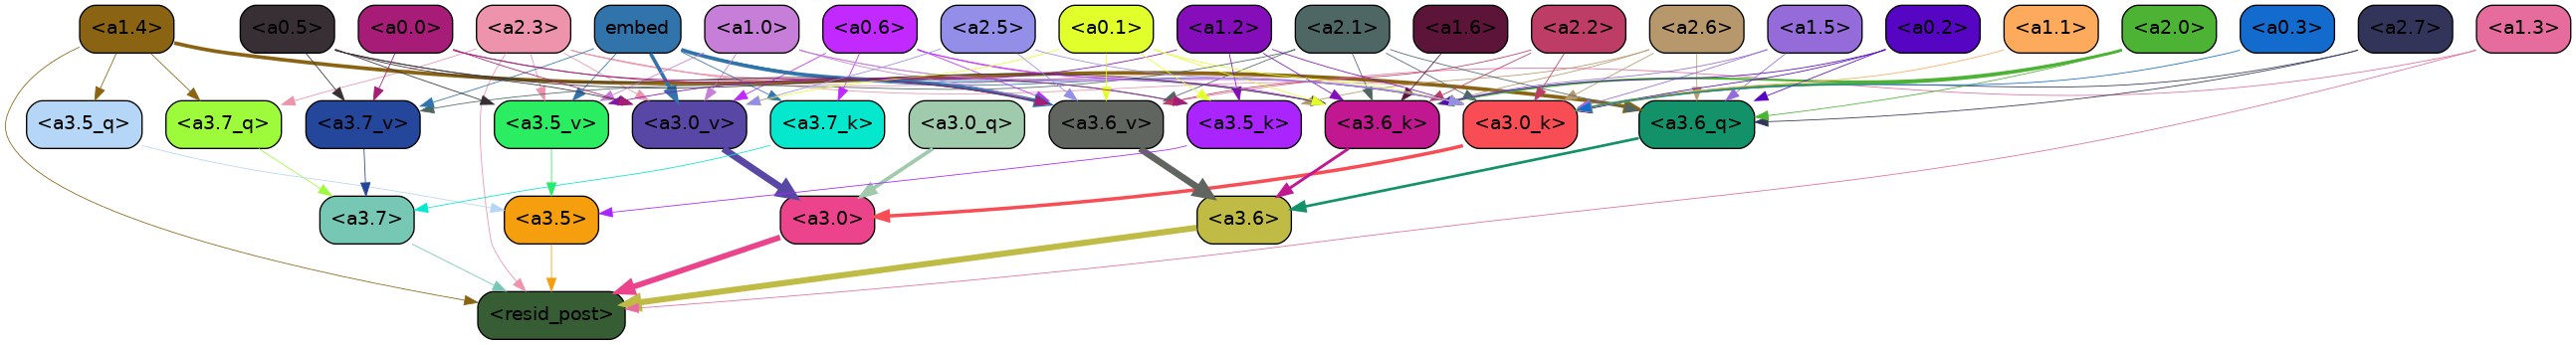 <a1.4> <a0.5> <a0.0> <a2.3> embed <a1.0> <a0.6> <a2.5> <a0.1> <a1.2> <a2.1> <a1.6> <a2.2> <a2.6> <a1.5> <a0.2> <a1.1> <a2.0> <a0.3> <a2.7> <a1.3>
<a3.5_q> <a3.7_q> <a3.7_v> <a3.5_v> <a3.0_v> <a3.7_k> <a3.0_q> <a3.6_v> <a3.5_k> <a3.6_k> <a3.0_k> <a3.6_q>
<a3.7> <a3.5> <a3.0> <a3.6>
<resid_post>